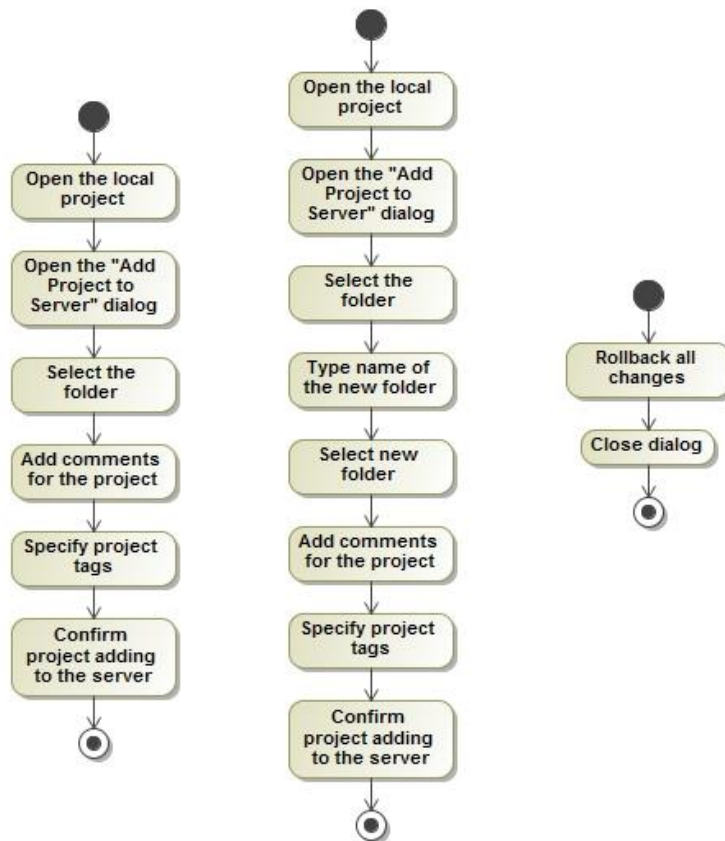 Open the local
project
Open the "Add
Project to
Server" dialog
Select the
folder
Add comments
for the project
Specify project
tags
Confirm
project adding
to the server
Open the local
project
Open the "Add
Project to
Server" dialog
Select the
folder
Type name of
the new folder
Select new
folder
Add comments
for the project
Specify project
tags
Confirm
project adding
to the server
Rollback all
changes
Close dialog